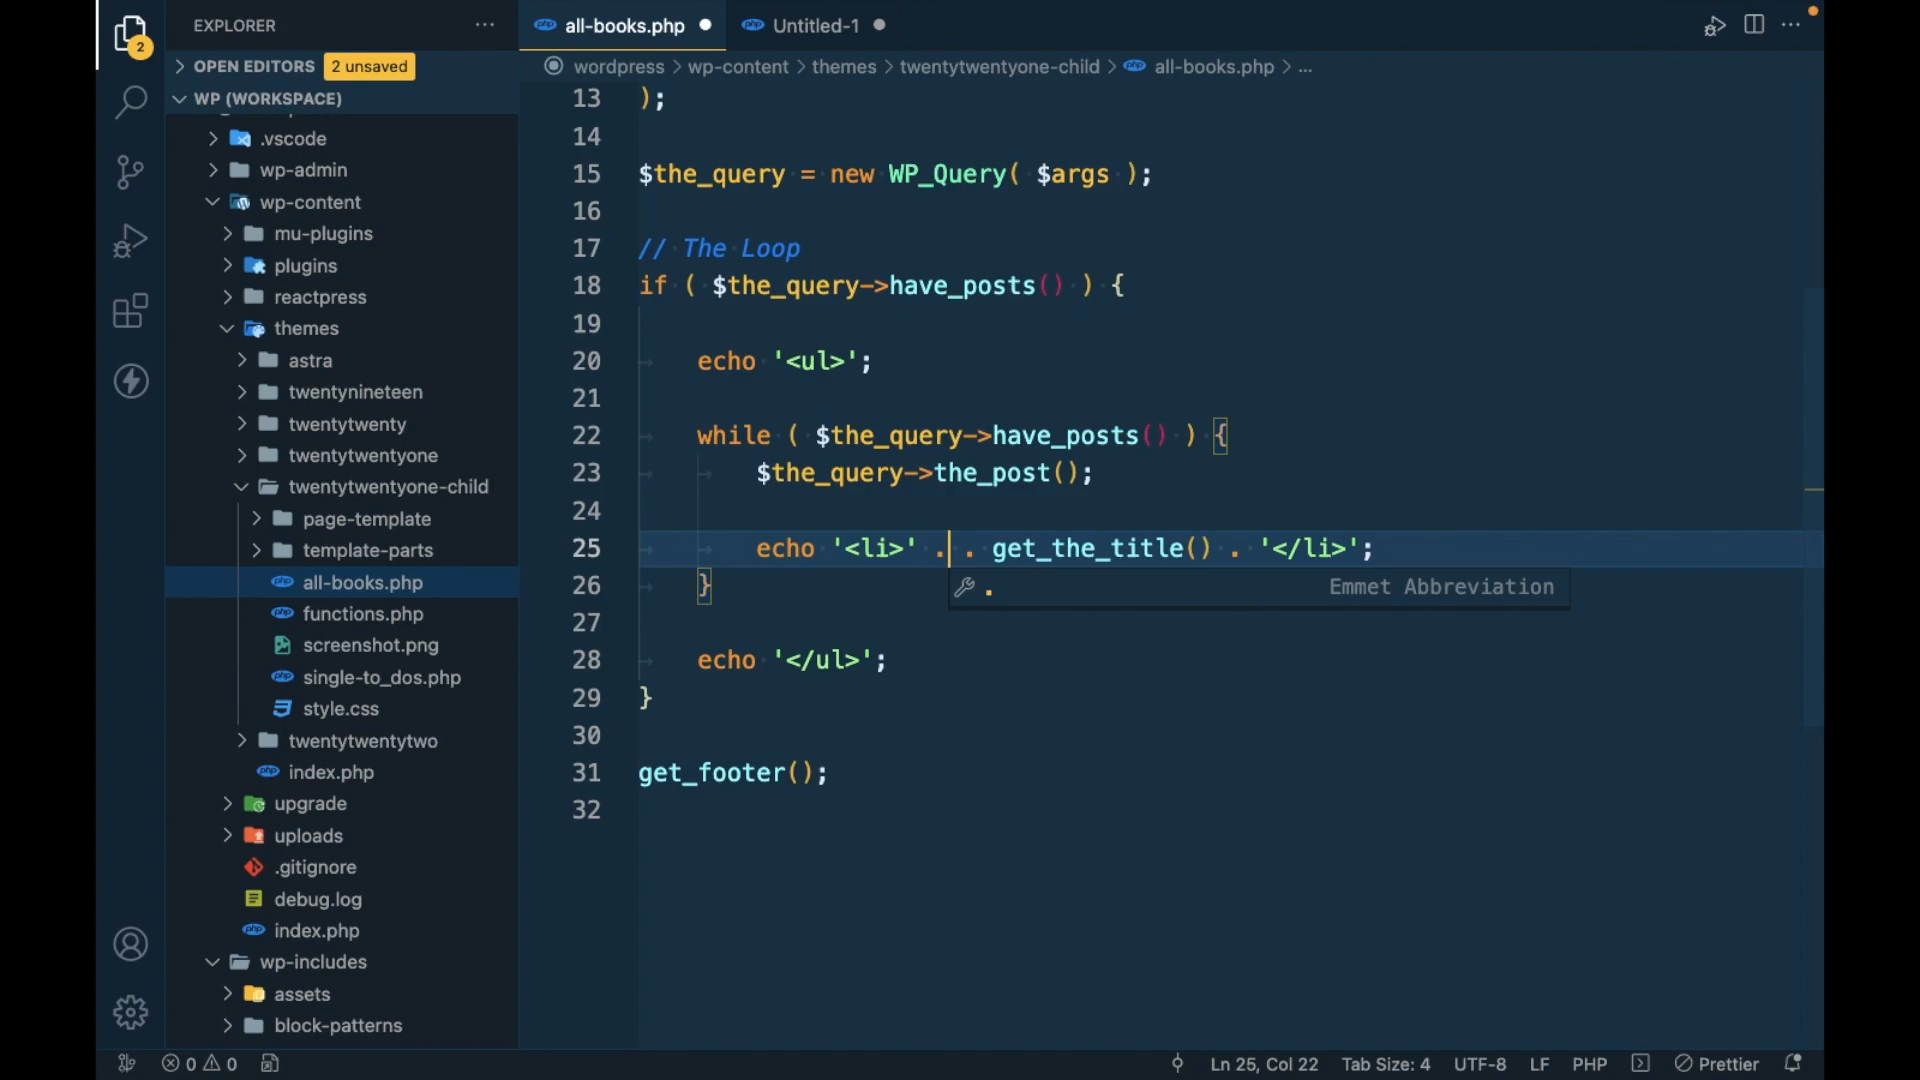 EXPLORER
2
OPEN EDITORS 2 unsaved
WP (WORKSPACE)
.vscode
wp-admin
wp-content
mu-plugins
plugins
reactpress
themes
astra
twentynineteen
twentytwenty
twentytwentyone
twentytwentyone-child
page-template
template-parts
all-books.php
functions.php
screenshot.png
single-to_dos.php
style.css
twentytwentytwo
index.php
upgrade
uploads
.gitignore
debug.log
index.php
wp-includes
assets
block-patterns
all-books.php
Untitled-1
wordpress > wp-content > themes > twentytwentyone-child > all-books.php > ...
13 );
14
15 $the_query = new WP_Query( $args );
16
17 // The Loop
18 if ( $the_query->have_posts() ) {
19
20 echo '<ul>';
21
22 while ( $the_query->have_posts() ) {
23 $the_query->the_post();
24
25 echo '<li>' . . get_the_title() . '</li>';
26 }
. Emmet Abbreviation
27
28 echo '</ul>';
29 }
30
31 get_footer();
32
0 0
Ln 25, Col 22 Tab Size: 4 UTF-8 LF PHP Prettier